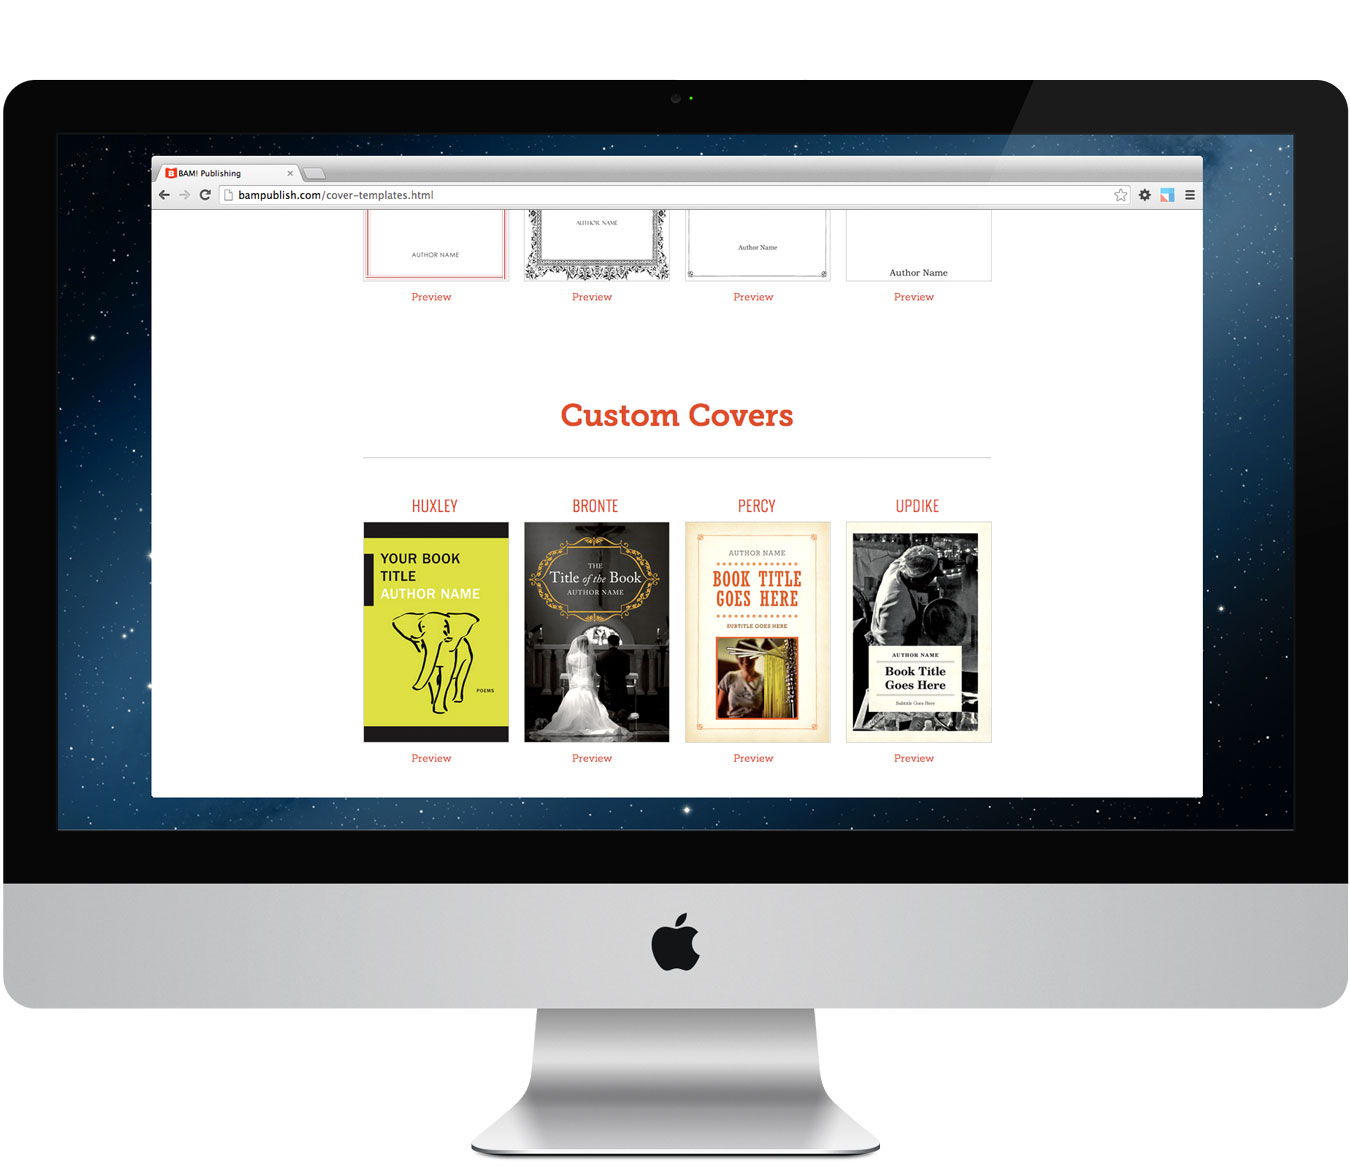 BAM! Publishing
bampublish.com/cover-templates.html
AUTHOR NAME
AUTHOR NAME
Author Name
Author Name
Preview
Preview
Preview
Preview
Custom Covers
HUXLEY
BRONTE
PERCY
UPDIKE
YOUR BOOK
TITLE
AUTHOR NAME
POEMS
THE
Title of the Book
AUTHOR NAME
AUTHOR NAME
BOOK TITLE
GOES HERE
SUBTITLE GOES HERE
AUTHOR NAME
Book Title
Goes Here
Subtitle Goes Here
Preview
Preview
Preview
Preview